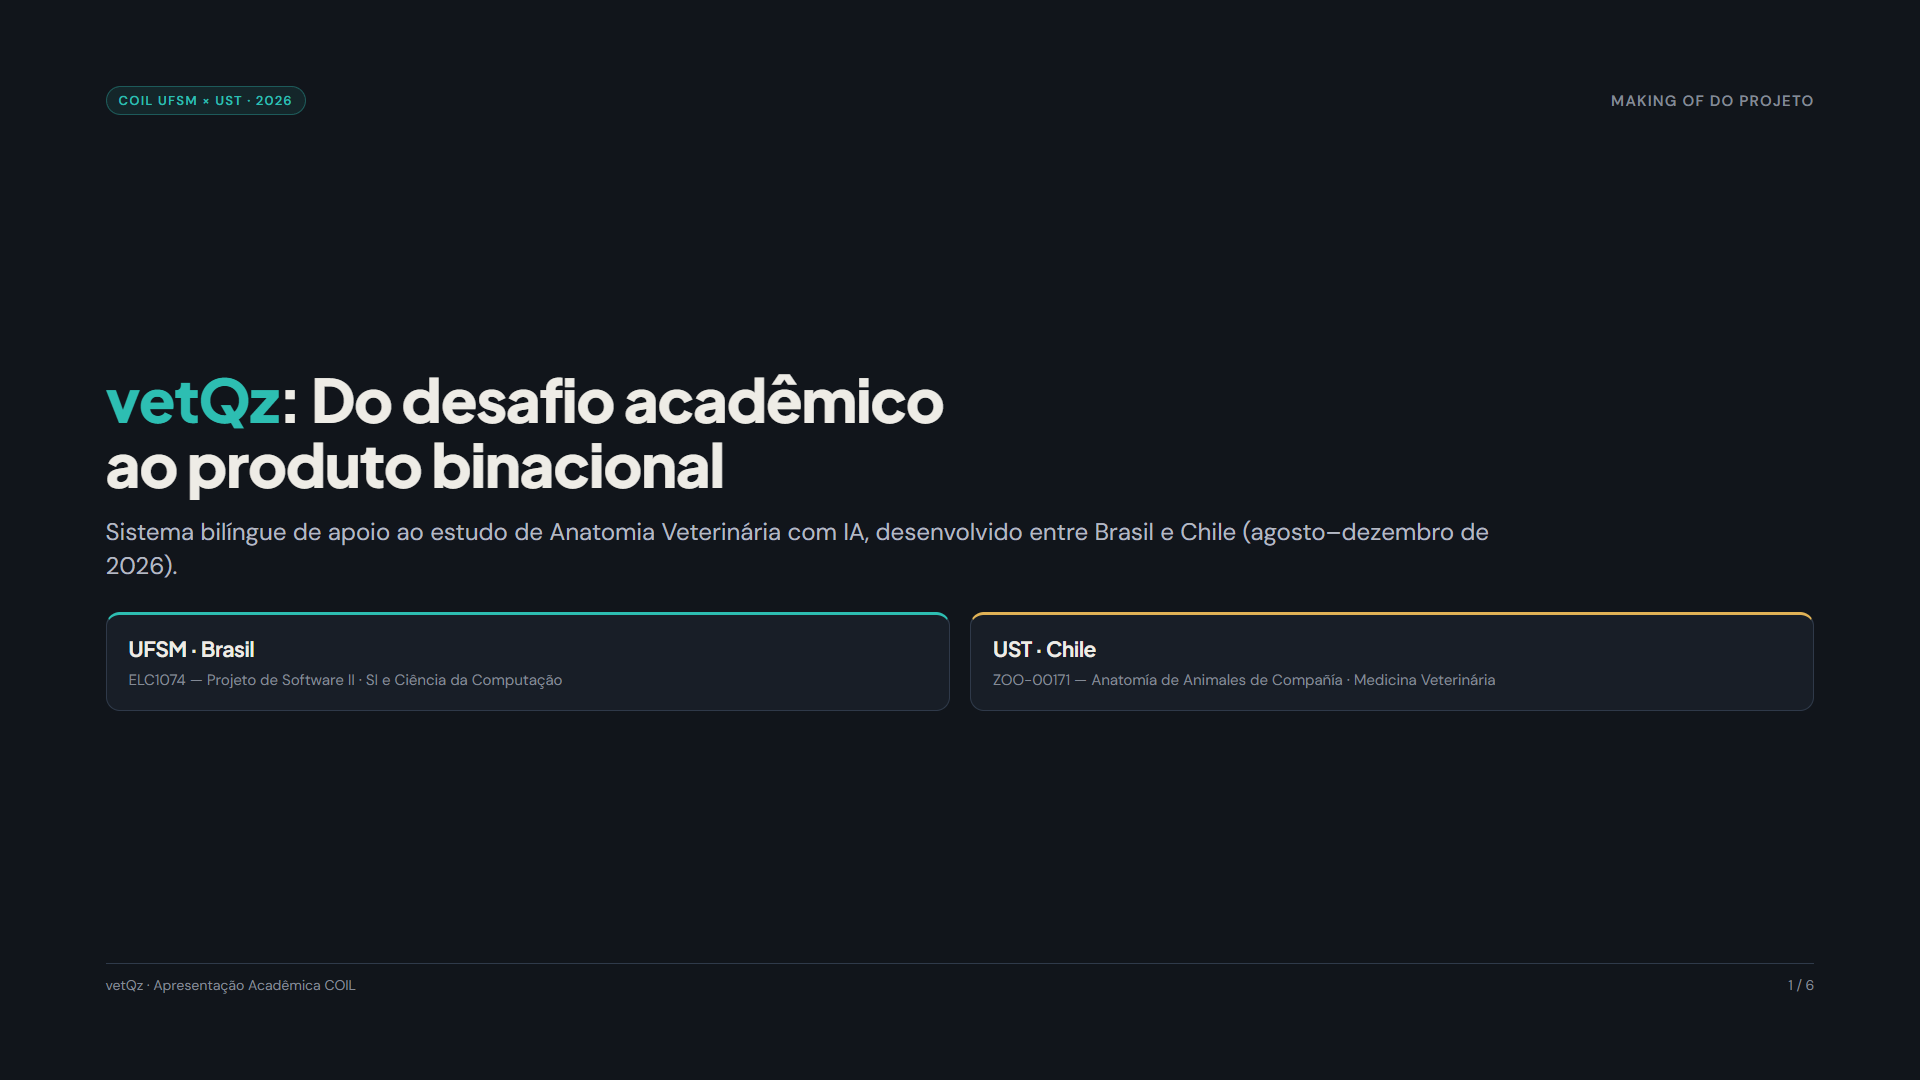 COIL UFSM × UST · 2026
MAKING OF DO PROJETO
vetQz: Do desafio acadêmico
ao produto binacional
Sistema bilíngue de apoio ao estudo de Anatomia Veterinária com IA, desenvolvido entre Brasil e Chile (agosto–dezembro de
2026).
UFSM · Brasil
ELC1074 — Projeto de Software II · SI e Ciência da Computação
UST · Chile
ZOO-00171 — Anatomía de Animales de Compañía · Medicina Veterinária
vetQz · Apresentação Acadêmica COIL
1 / 6